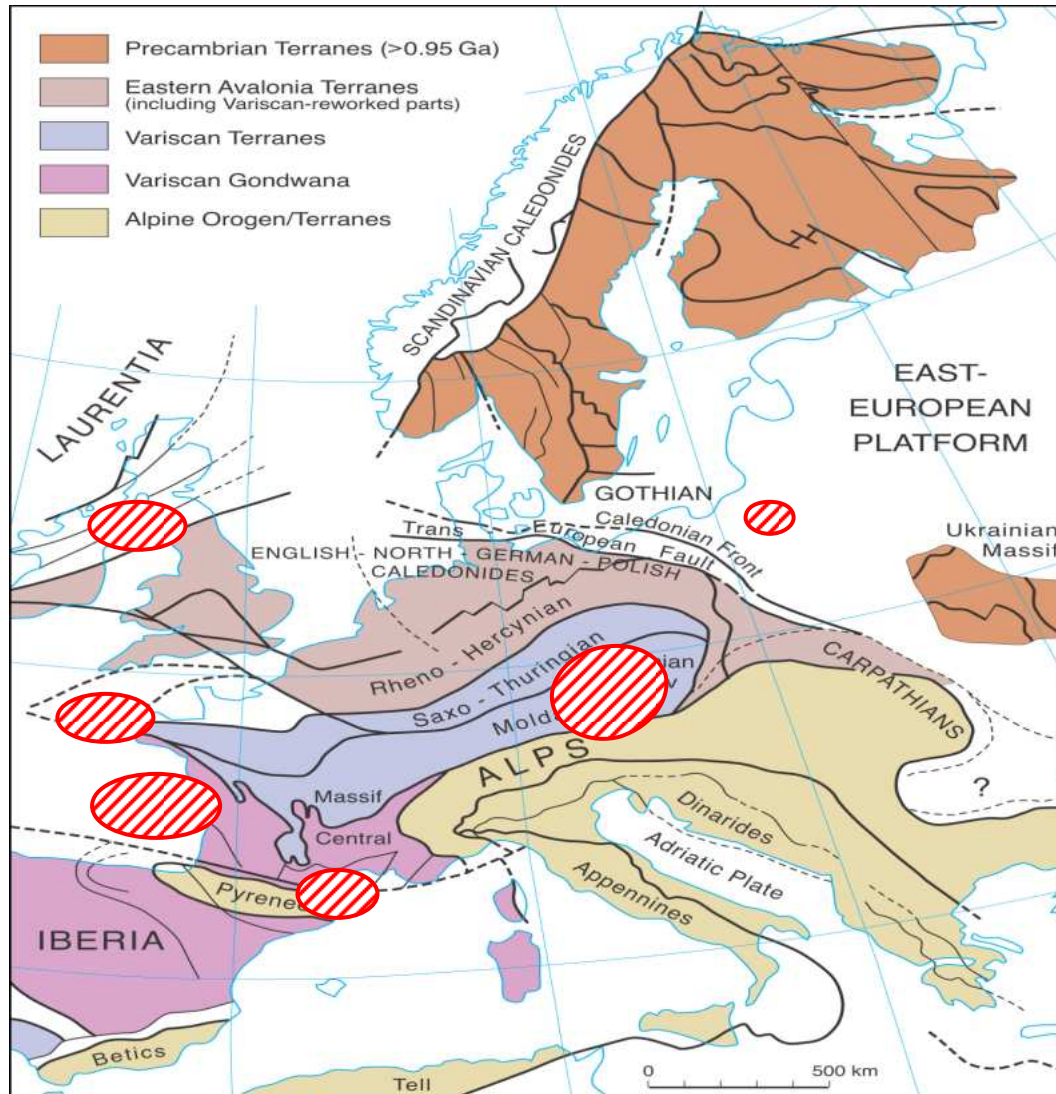 Precambrian Terranes (>0.95 Ga)
Eastern Avalonia Terranes
(including Variscan-reworked parts)
Variscan Terranes
Variscan Gondwana
Alpine Orogen/Terranes
SCANDINAVIAN CALEDONIDES
LAURENTIA
EAST-
EUROPEAN
PLATFORM
GOTHIAN
Caledonian Front
Trans - European Fault
Ukrainian
Massif
ENGLISH - NORTH - GERMAN - POLISH
CALEDONIDES
Rheno - Hercynian
Saxo - Thuringian
CARPATHIANS
ALPS
?
Massif
Central
Dinarides
Adriatic Plate
Appennines
IBERIA
Betics
Tell
0 500 km